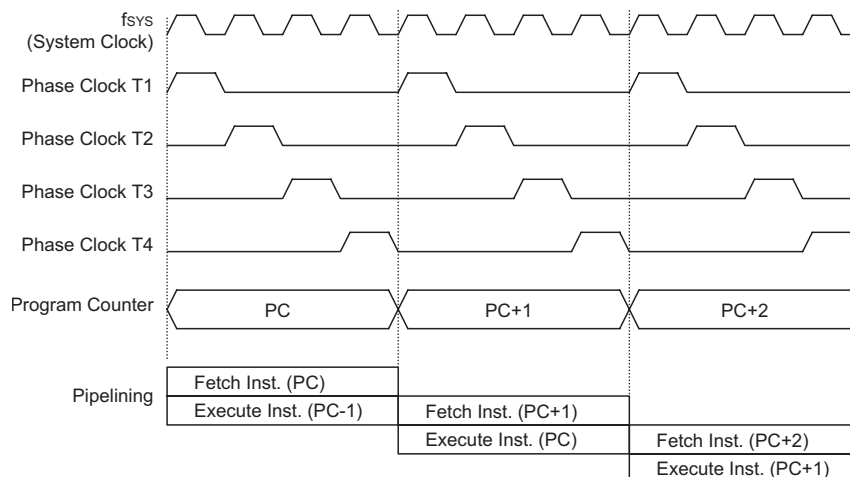 fSYS
(System Clock)
Phase Clock T1
Phase Clock T2
Phase Clock T3
Phase Clock T4
Program Counter
PC
PC+1
PC+2
Pipelining
Fetch Inst. (PC)
Execute Inst. (PC-1)
Fetch Inst. (PC+1)
Execute Inst. (PC)
Fetch Inst. (PC+2)
Execute Inst. (PC+1)